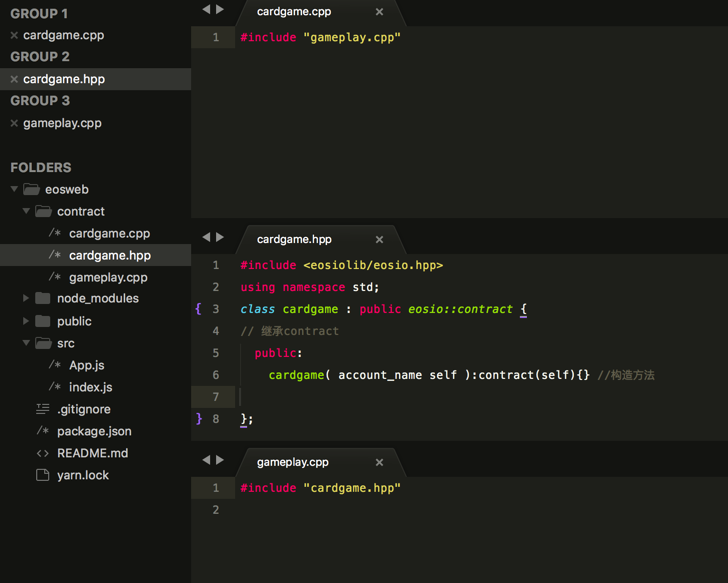 GROUP 1
cardgame.cpp
GROUP 2
cardgame.hpp
GROUP 3
gameplay.cpp
FOLDERS
eosweb
contract
/* cardgame.cpp
/* cardgame.hpp
/* gameplay.cpp
node_modules
public
src
/* App.js
/* index.js
.gitignore
/* package.json
<> README.md
yarn.lock
cardgame.cpp
1 #include "gameplay.cpp"
cardgame.hpp
1 #include <eosiolib/eosio.hpp>
2 using namespace std;
{ 3 class cardgame : public eosio::contract {
4 // 继承contract
5 public:
6 cardgame( account_name self ):contract(self){} //构造方法
7
} 8 };
gameplay.cpp
1 #include "cardgame.hpp"
2